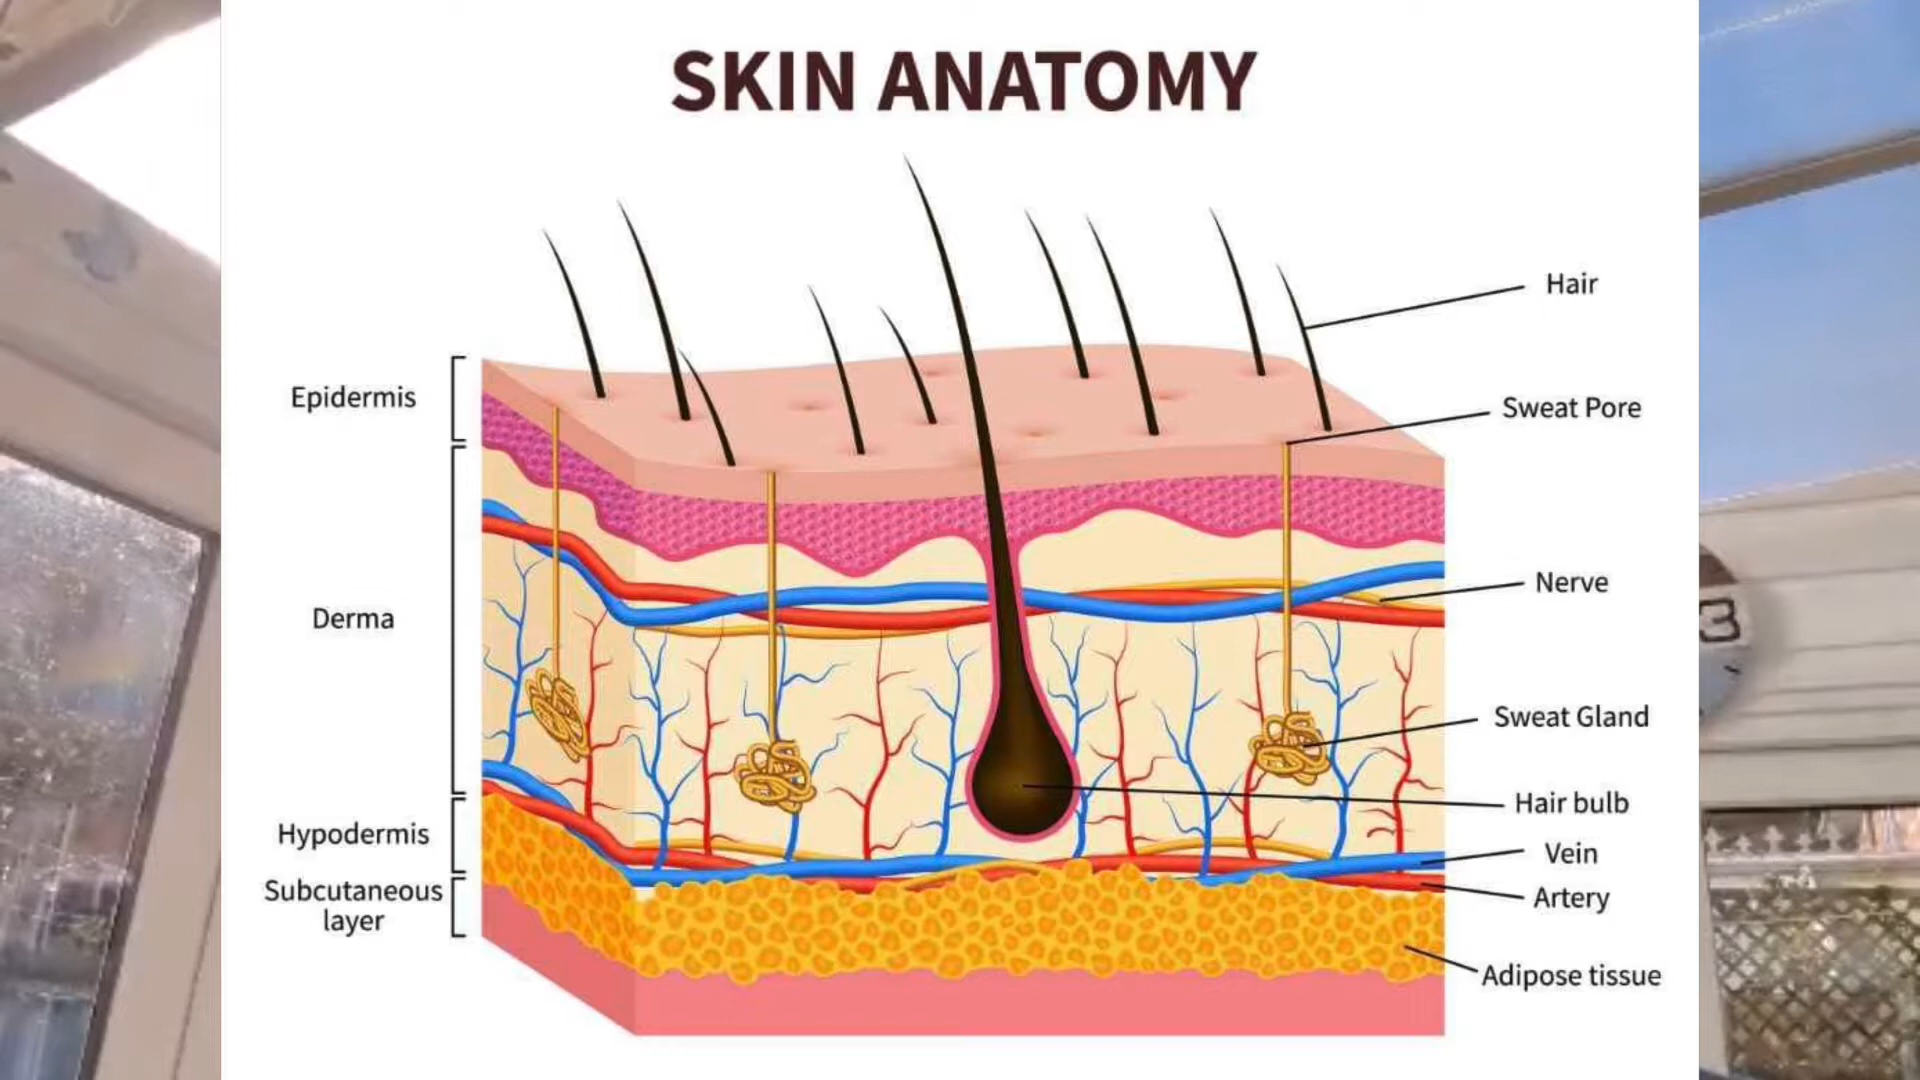 SKIN ANATOMY
Hair
Epidermis
Sweat Pore
Nerve
Derma
Sweat Gland
Hair bulb
Hypodermis
Vein
Subcutaneous
layer
Artery
Adipose tissue
3